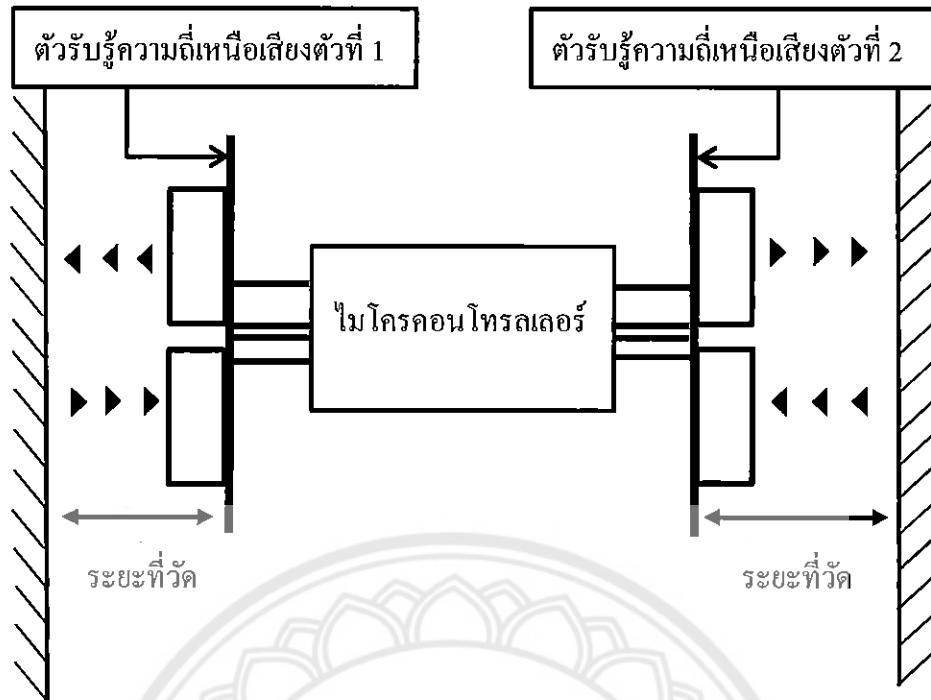 ตัวรับรู้ความถี่เหนือเสียงตัวที่ 1
ตัวรับรู้ความถี่เหนือเสียงตัวที่ 2
ไมโครคอนโทรลเลอร์
ระยะที่วัด
ระยะที่วัด